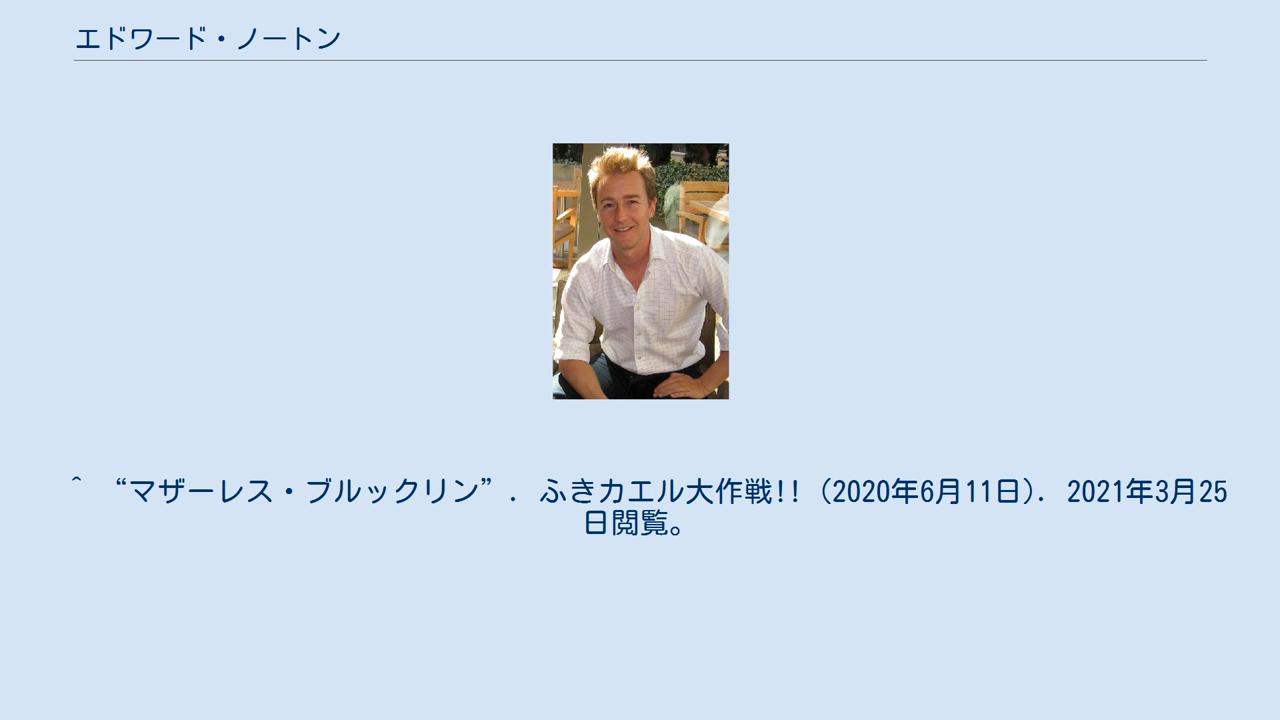 エドワード・ノートン
^ “マザーレス・ブルックリン”. ふきカエル大作戦!! (2020年6月11日). 2021年3月25
日閲覧。